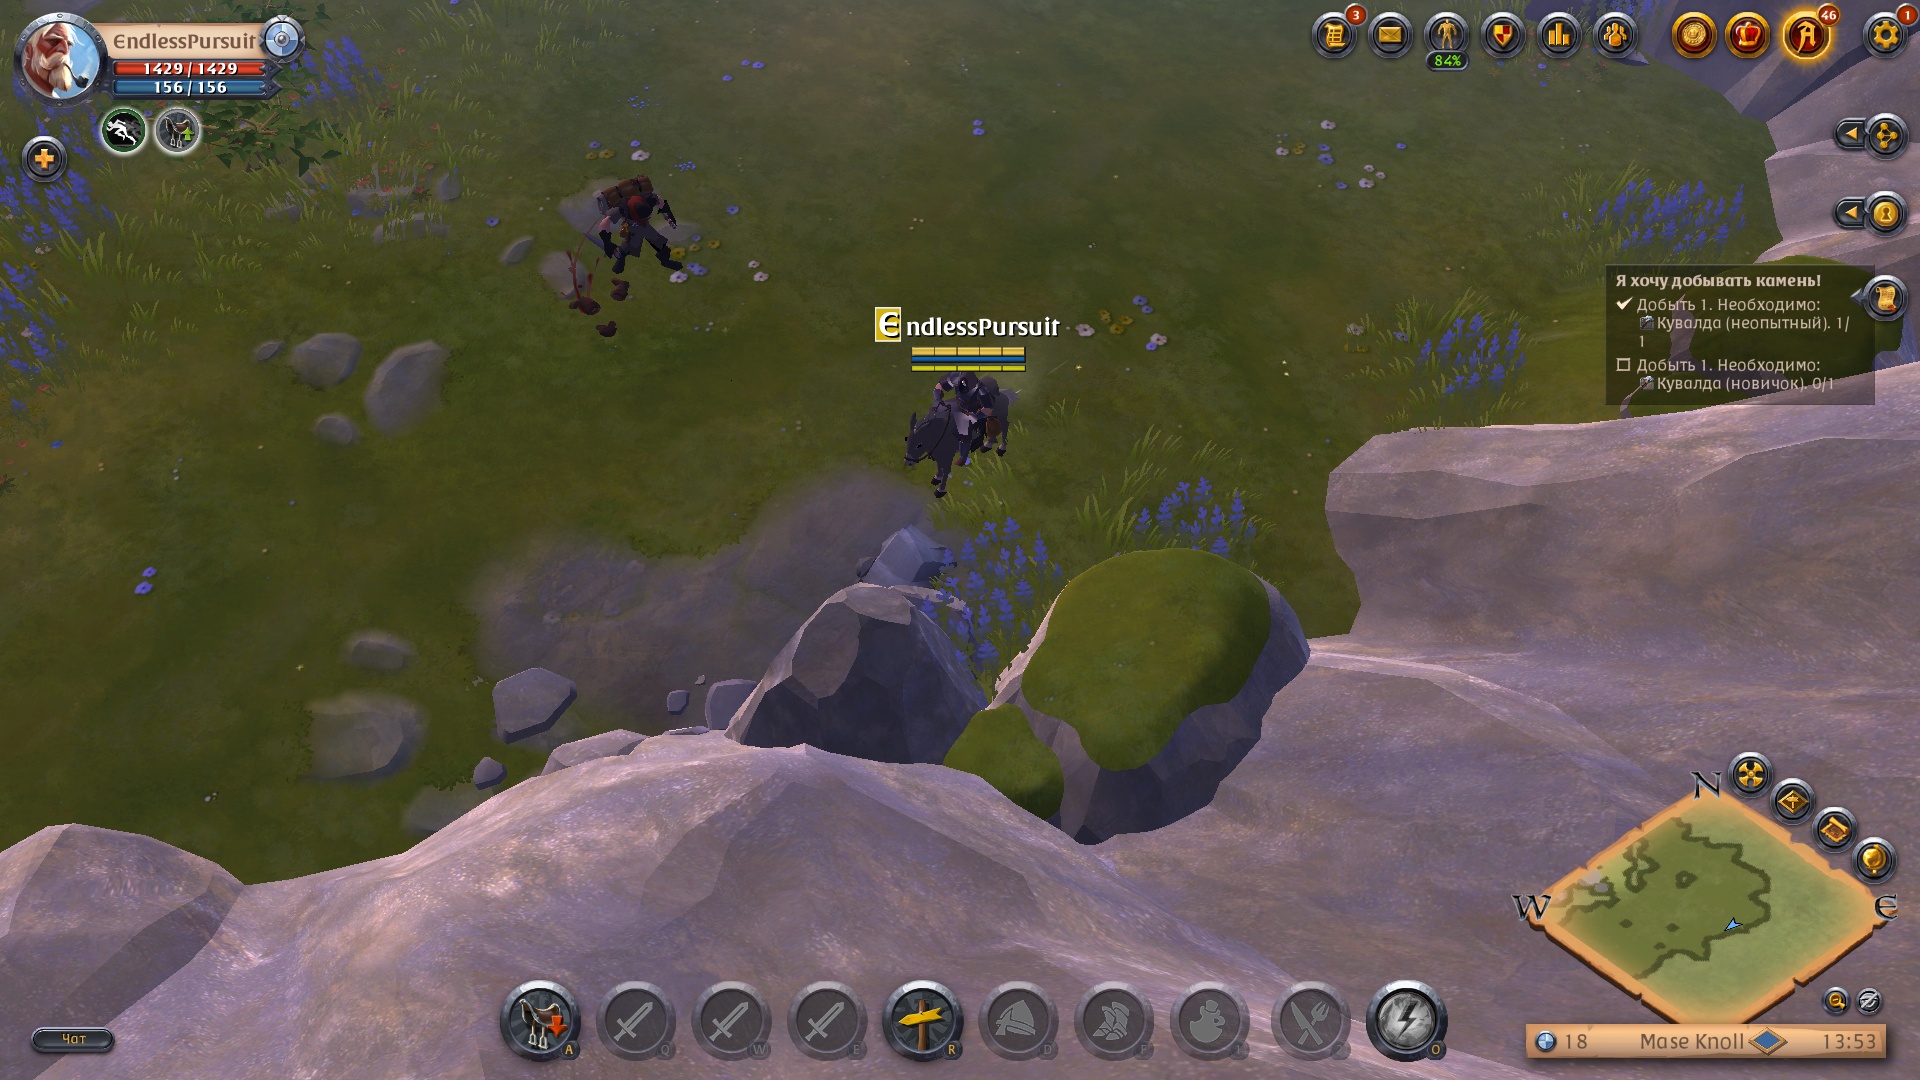 EndlessPursuit
1429 / 1429
156 / 156
3
84%
46
1
Я хочу добывать камень!
Добыть 1. Необходимо:
Кувалда (неопытный). 1/
1
Добыть 1. Необходимо:
Кувалда (новичок). 0/1
EndlessPursuit
N
W
E
Чат
A
Q
W
E
R
D
F
O
18
Mase Knoll
13:53